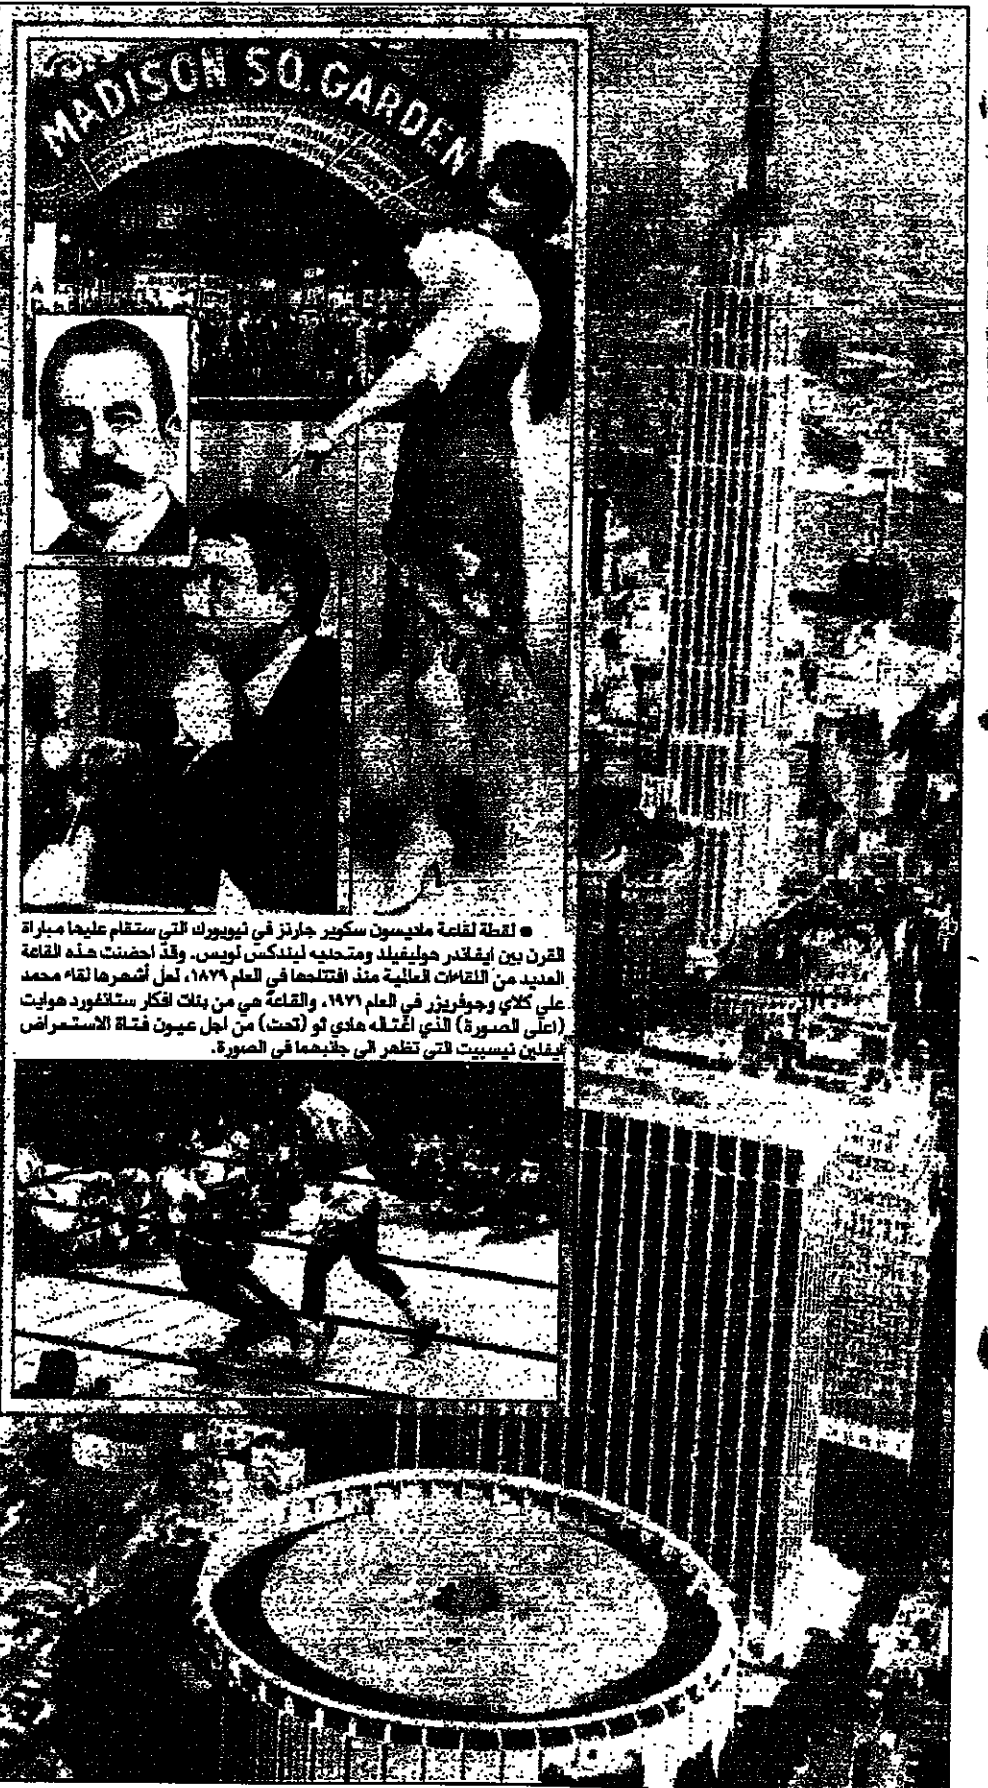 MADISON SQ. GARDEN
● لقطة لقاعة ماديسون سكوير جاردنز في نيويورك التي ستقام عليها مباراة
القرن بين ايفاندر هوليفيلد ومتحديه ليندكس لويس. وقد احضنت هذه القاعة
العديد من اللقاءات العالمية منذ افتتاحها في العام ١٨٧٩، لعل أشهرها لقاء محمد
علي كلاي وجوفريزر في العام ١٩٧١. والقاعة هي من بنات افكار ستانفورد هوايت
(اعلى الصورة) الذي اغتاله هادي ثو (تحت) من اجل عيون فتاة الاستعراض
ايفلين نيسبيت التي تظهر الى جانبهما في الصورة.